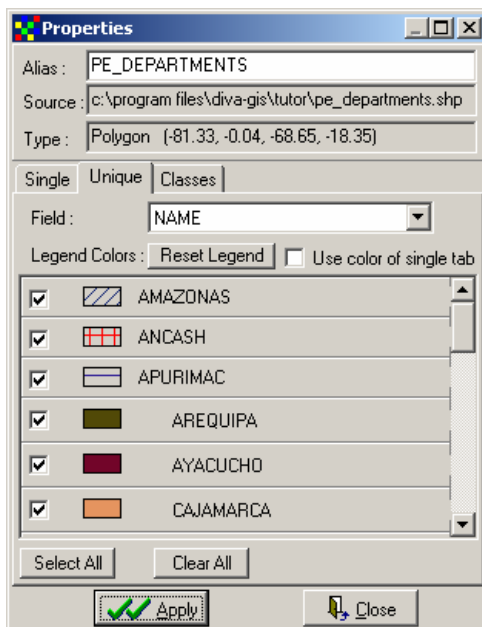 Properties
Alias : PE_DEPARTMENTS
Source : c:\program files\diva-gis\tutor\pe_departments.shp
Type : Polygon (-81.33, -0.04, -68.65, -18.35)
Single Unique Classes
Field : NAME
Legend Colors : Reset Legend Use color of single tab
AMAZONAS
ANCASH
APURIMAC
AREQUIPA
AYACUCHO
CAJAMARCA
Select All Clear All
Apply Close